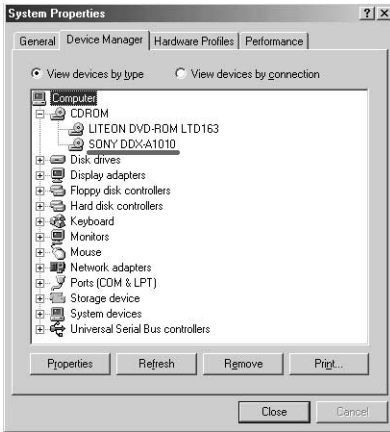 System Properties
General Device Manager Hardware Profiles Performance
View devices by type View devices by connection
Computer
CDROM
LITEON DVD-ROM LTD163
SONY DDX-A1010
Disk drives
Display adapters
Floppy disk controllers
Hard disk controllers
Keyboard
Monitors
Mouse
Network adapters
Ports (COM & LPT)
Storage device
System devices
Universal Serial Bus controllers
Properties Refresh Remove Print...
Close Cancel